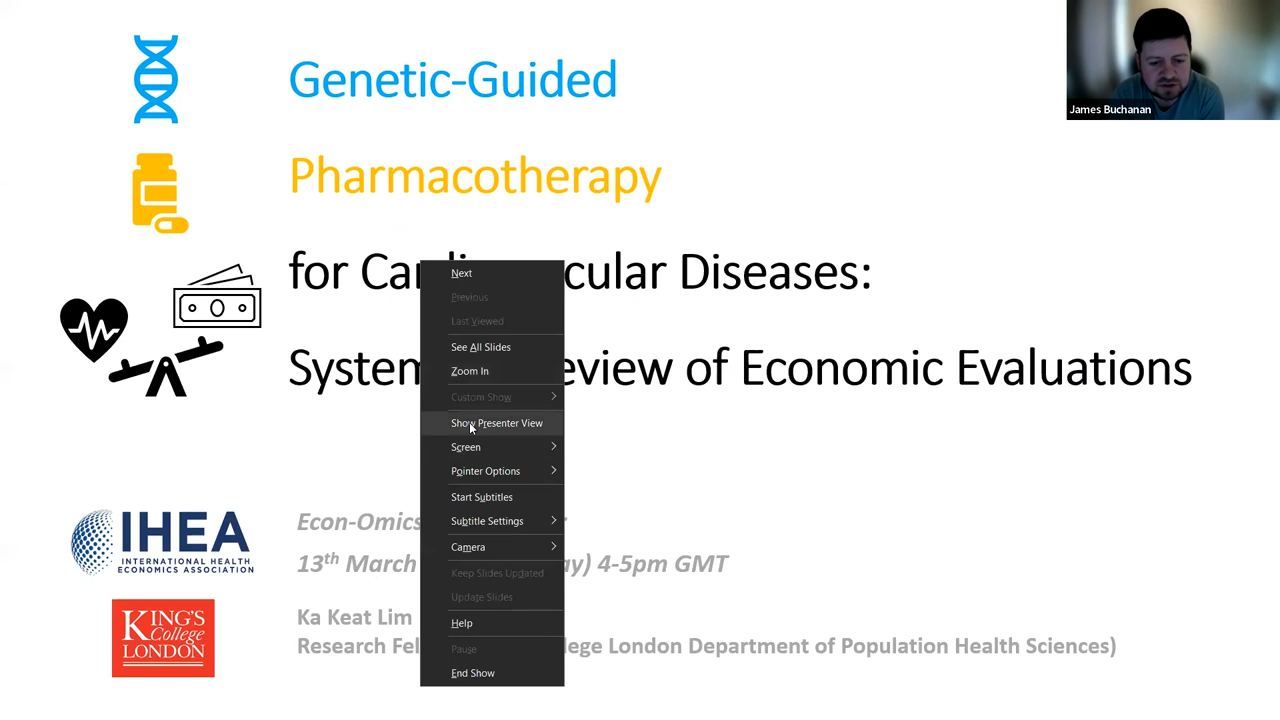 Genetic-Guided
James Buchanan
Pharmacotherapy
for Ca cular Diseases:
System eview of Economic Evaluations
Next
Previous
Last Viewed
See All Slides
Zoom In
Custom Show
Show Presenter View
Screen
Pointer Options
Start Subtitles
Subtitle Settings
Camera
Keep Slides Updated
Update Slides
Help
Pause
End Show
IHEA
INTERNATIONAL HEALTH
ECONOMICS ASSOCIATION
Econ-Omics
13th March ay) 4-5pm GMT
KING'S
College
LONDON
Ka Keat Lim
Research Fel llege London Department of Population Health Sciences)